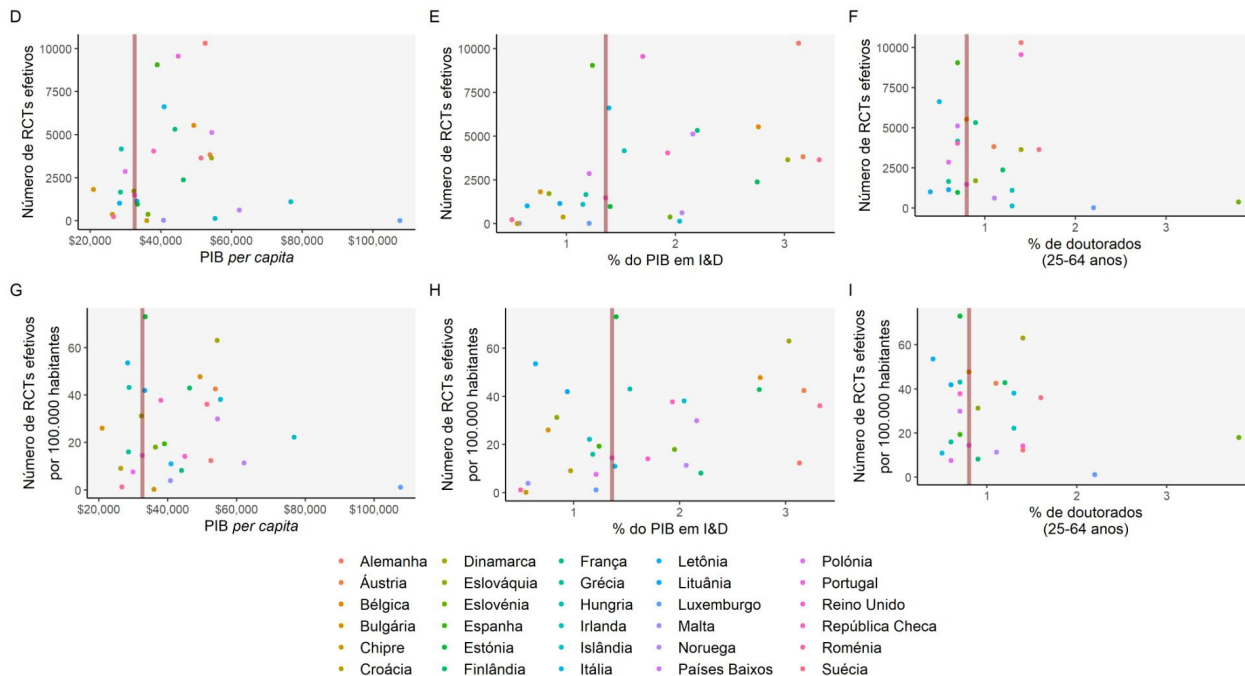 D
Número de RCTs efetivos
10000
7500
5000
2500
0
$20,000 $40,000 $60,000 $80,000 $100,000
PIB per capita
E
Número de RCTs efetivos
10000
7500
5000
2500
0
1 2 3
% do PIB em I&D
F
Número de RCTs efetivos
10000
7500
5000
2500
0
1 2 3
% de doutorados
(25-64 anos)
G
Número de RCTs efetivos
por 100.000 habitantes
60
40
20
0
$20,000 $40,000 $60,000 $80,000 $100,000
PIB per capita
H
Número de RCTs efetivos
por 100.000 habitantes
60
40
20
0
1 2 3
% do PIB em I&D
I
Número de RCTs efetivos
por 100.000 habitantes
60
40
20
0
1 2 3
% de doutorados
(25-64 anos)
Alemanha Dinamarca França Letônia Polónia
Áustria Eslováquia Grécia Lituânia Portugal
Bélgica Eslovénia Hungria Luxemburgo Reino Unido
Bulgária Espanha Irlanda Malta República Checa
Chipre Estónia Islândia Noruega Roménia
Croácia Finlândia Itália Países Baixos Suécia